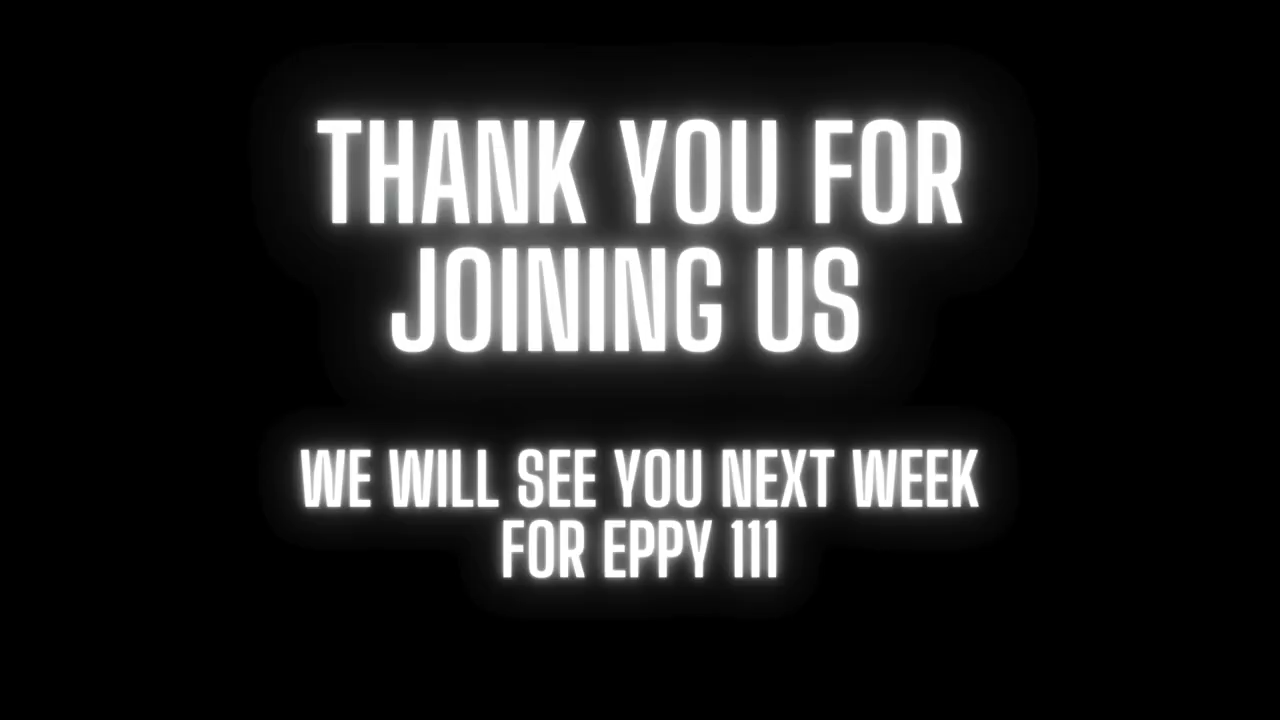 THANK YOU FOR
JOINING US
WE WILL SEE YOU NEXT WEEK
FOR EPPY 111